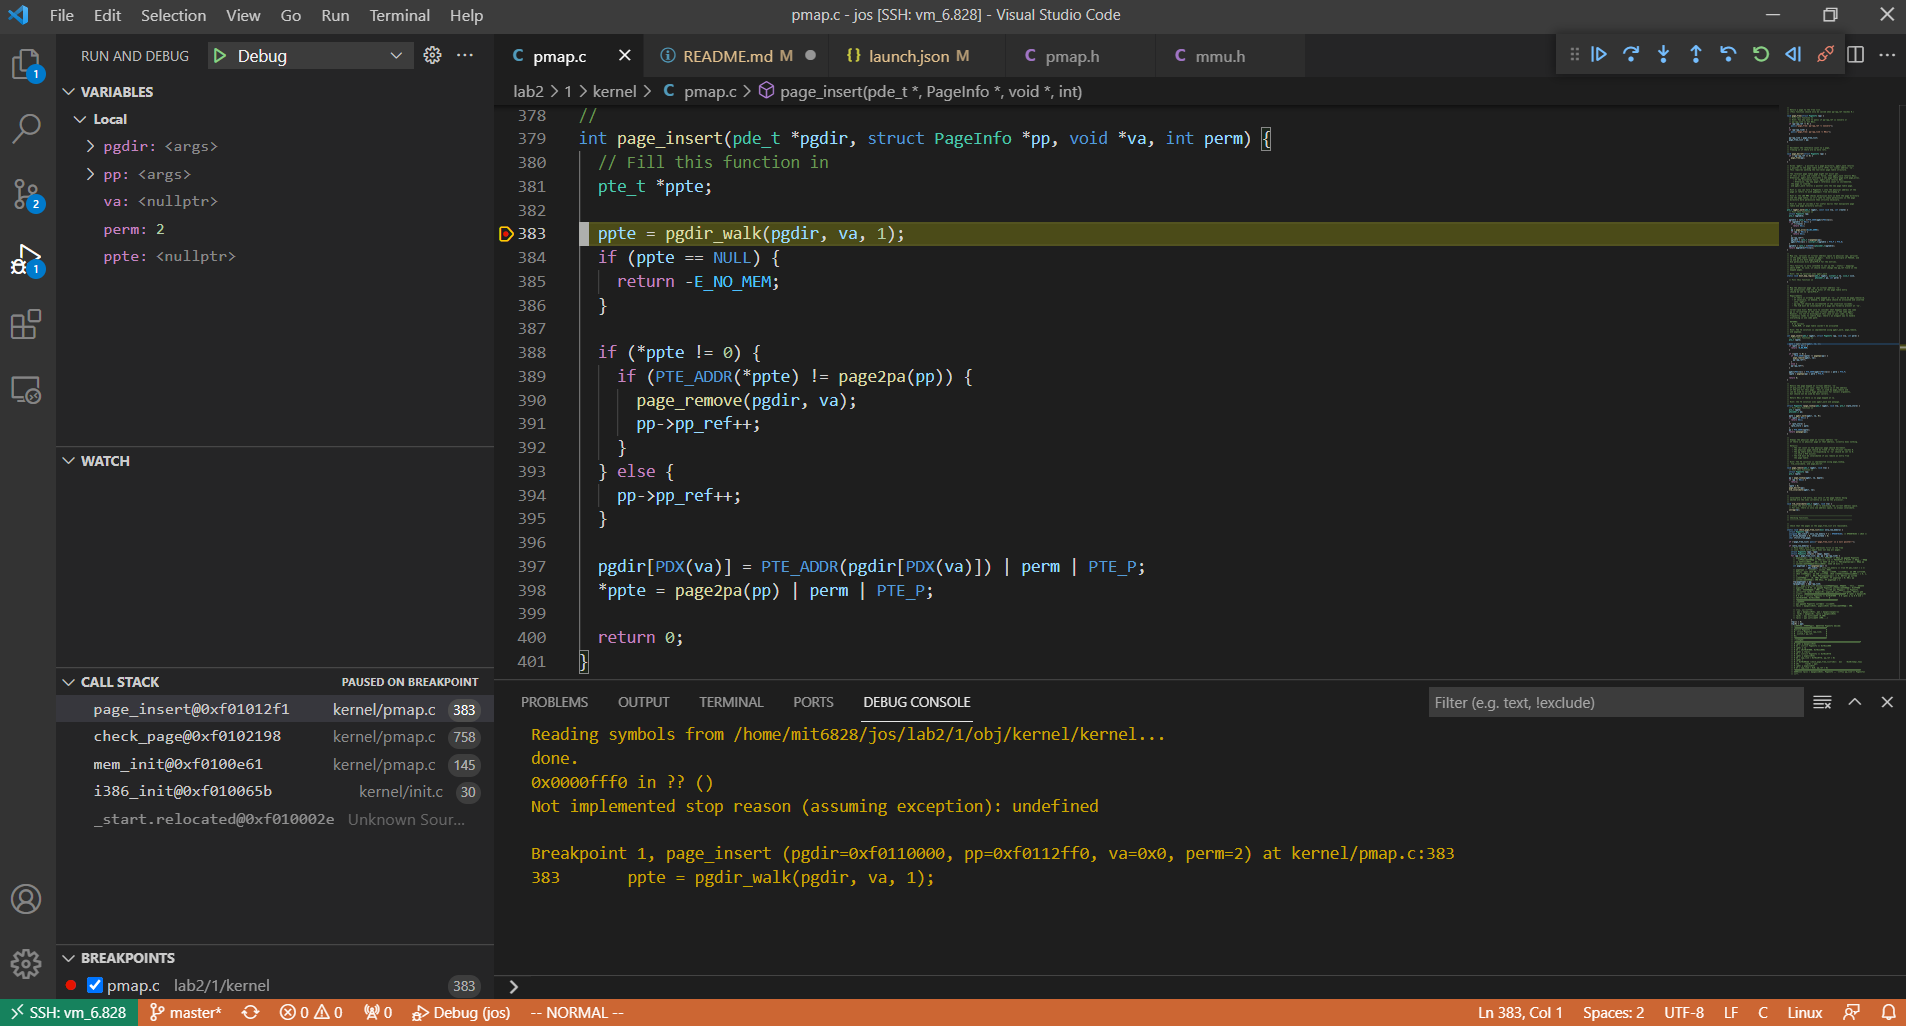 File Edit Selection View Go Run Terminal Help
pmap.c - jos [SSH: vm_6.828] - Visual Studio Code
RUN AND DEBUG Debug
pmap.c README.md M launch.json M pmap.h mmu.h
lab2 > 1 > kernel > C pmap.c > page_insert(pde_t *, PageInfo *, void *, int)
VARIABLES
Local
pgdir: <args>
pp: <args>
va: <nullptr>
perm: 2
ppte: <nullptr>
WATCH
CALL STACK PAUSED ON BREAKPOINT
page_insert@0xf01012f1 kernel/pmap.c 383
check_page@0xf0102198 kernel/pmap.c 758
mem_init@0xf0100e61 kernel/pmap.c 145
i386_init@0xf010065b kernel/init.c 30
_start.relocated@0xf010002e Unknown Sour...
BREAKPOINTS
pmap.c lab2/1/kernel 383
378 //
379 int page_insert(pde_t *pgdir, struct PageInfo *pp, void *va, int perm) {
380 // Fill this function in
381 pte_t *ppte;
382
383 ppte = pgdir_walk(pgdir, va, 1);
384 if (ppte == NULL) {
385 return -E_NO_MEM;
386 }
387
388 if (*ppte != 0) {
389 if (PTE_ADDR(*ppte) != page2pa(pp)) {
390 page_remove(pgdir, va);
391 pp->pp_ref++;
392 }
393 } else {
394 pp->pp_ref++;
395 }
396
397 pgdir[PDX(va)] = PTE_ADDR(pgdir[PDX(va)]) | perm | PTE_P;
398 *ppte = page2pa(pp) | perm | PTE_P;
399
400 return 0;
401 }
PROBLEMS OUTPUT TERMINAL PORTS DEBUG CONSOLE Filter (e.g. text, !exclude)
Reading symbols from /home/mit6828/jos/lab2/1/obj/kernel/kernel...
done.
0x0000fff0 in ?? ()
Not implemented stop reason (assuming exception): undefined
Breakpoint 1, page_insert (pgdir=0xf0110000, pp=0xf0112ff0, va=0x0, perm=2) at kernel/pmap.c:383
383 ppte = pgdir_walk(pgdir, va, 1);
SSH: vm_6.828 master* 0 0 0 Debug (jos) -- NORMAL -- Ln 383, Col 1 Spaces: 2 UTF-8 LF C Linux